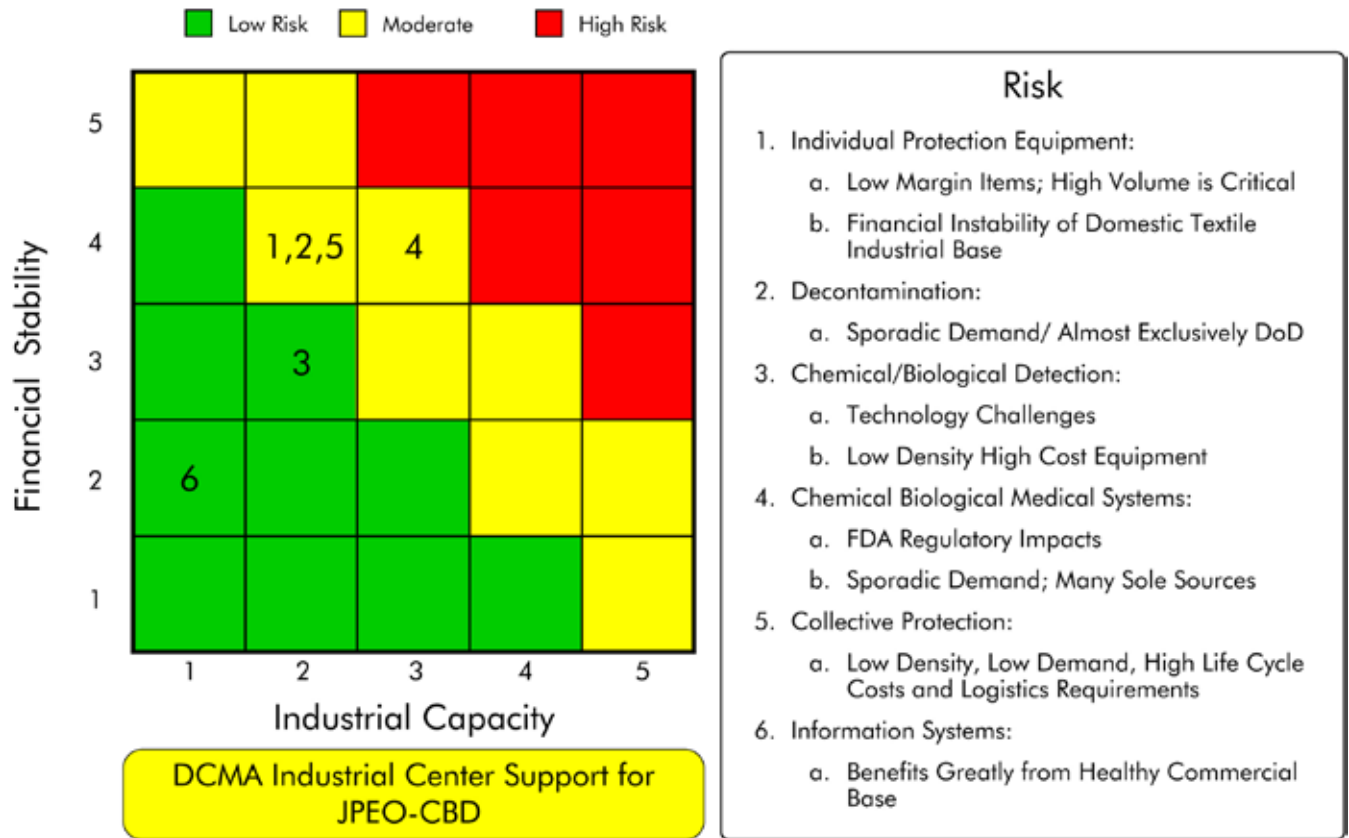 Low Risk
Moderate
High Risk
Financial Stability
5
4
3
2
1
1,2,5
4
3
6
1
2
3
4
5
Industrial Capacity
DCMA Industrial Center Support for
JPEO-CBD
Risk
1. Individual Protection Equipment:
a. Low Margin Items; High Volume is Critical
b. Financial Instability of Domestic Textile
Industrial Base
2. Decontamination:
a. Sporadic Demand/ Almost Exclusively DoD
3. Chemical/Biological Detection:
a. Technology Challenges
b. Low Density High Cost Equipment
4. Chemical Biological Medical Systems:
a. FDA Regulatory Impacts
b. Sporadic Demand; Many Sole Sources
5. Collective Protection:
a. Low Density, Low Demand, High Life Cycle
Costs and Logistics Requirements
6. Information Systems:
a. Benefits Greatly from Healthy Commercial
Base